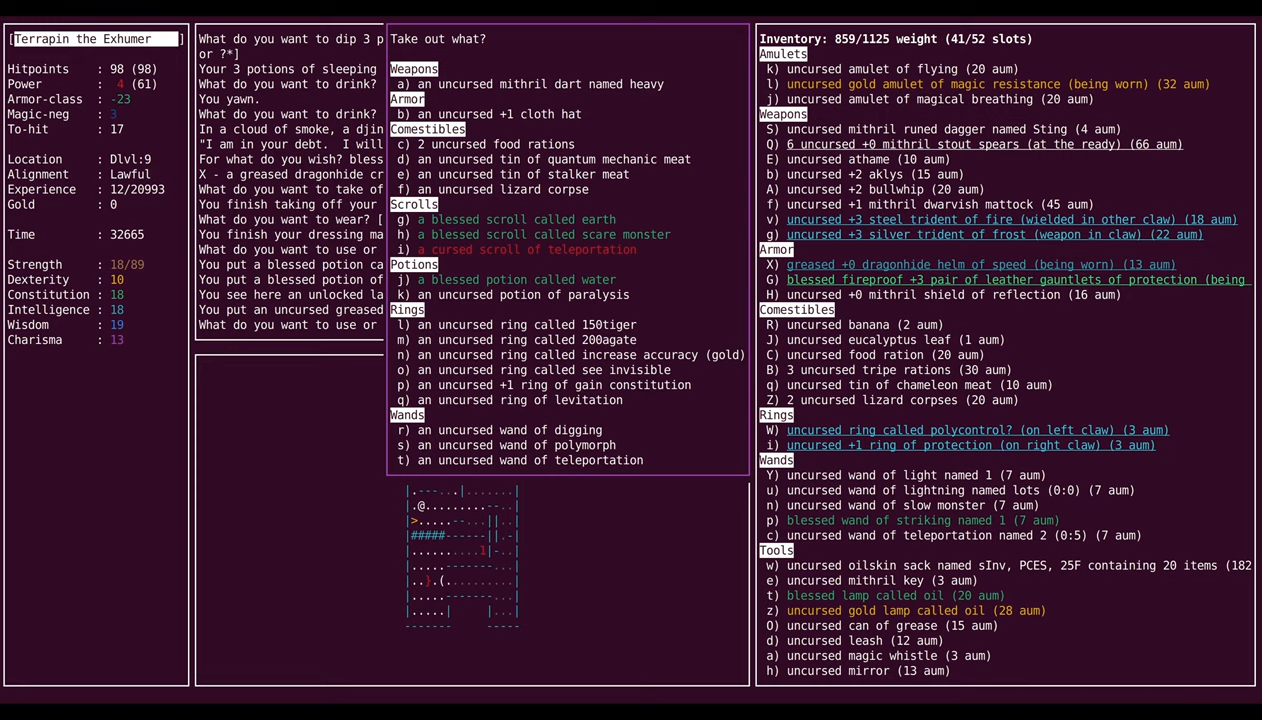 [Terrapin the Exhumer ]
Hitpoints : 98 (98)
Power : 4 (61)
Armor-class : -23
Magic-neg : 3
To-hit : 17
Location : Dlvl:9
Alignment : Lawful
Experience : 12/20993
Gold : 0
Time : 32665
Strength : 18/89
Dexterity : 10
Constitution : 18
Intelligence : 18
Wisdom : 19
Charisma : 13
What do you want to dip 3 p
or ?*]
Your 3 potions of sleeping
What do you want to drink?
You yawn.
What do you want to drink?
In a cloud of smoke, a djin
"I am in your debt. I will
For what do you wish? bless
X - a greased dragonhide cr
What do you want to take of
You finish taking off your
What do you want to wear? [
You finish your dressing ma
What do you want to use or
You put a blessed potion ca
You put a blessed potion of
You see here an unlocked la
You put an uncursed greased
What do you want to use or
Take out what?
Weapons
a) an uncursed mithril dart named heavy
Armor
b) an uncursed +1 cloth hat
Comestibles
c) 2 uncursed food rations
d) an uncursed tin of quantum mechanic meat
e) an uncursed tin of stalker meat
f) an uncursed lizard corpse
Scrolls
g) a blessed scroll called earth
h) a blessed scroll called scare monster
i) a cursed scroll of teleportation
Potions
j) a blessed potion called water
k) an uncursed potion of paralysis
Rings
l) an uncursed ring called 150tiger
m) an uncursed ring called 200agate
n) an uncursed ring called increase accuracy (gold)
o) an uncursed ring called see invisible
p) an uncursed +1 ring of gain constitution
q) an uncursed ring of levitation
Wands
r) an uncursed wand of digging
s) an uncursed wand of polymorph
t) an uncursed wand of teleportation
|.---...|.......|
|.@.........--..|
|>.....--...||..|
|#####------||.-|
|..........1|-..|
|.....-------...|
|..}.(.........|
|.....-------...|
|.....|    |...|
-------    -----
Inventory: 859/1125 weight (41/52 slots)
Amulets
k) uncursed amulet of flying (20 aum)
l) uncursed gold amulet of magic resistance (being worn) (32 aum)
j) uncursed amulet of magical breathing (20 aum)
Weapons
S) uncursed mithril runed dagger named Sting (4 aum)
Q) 6 uncursed +0 mithril stout spears (at the ready) (66 aum)
E) uncursed athame (10 aum)
b) uncursed +2 aklys (15 aum)
A) uncursed +2 bullwhip (20 aum)
f) uncursed +1 mithril dwarvish mattock (45 aum)
v) uncursed +3 steel trident of fire (wielded in other claw) (18 aum)
g) uncursed +3 silver trident of frost (weapon in claw) (22 aum)
Armor
X) greased +0 dragonhide helm of speed (being worn) (13 aum)
G) blessed fireproof +3 pair of leather gauntlets of protection (being
H) uncursed +0 mithril shield of reflection (16 aum)
Comestibles
R) uncursed banana (2 aum)
J) uncursed eucalyptus leaf (1 aum)
C) uncursed food ration (20 aum)
B) 3 uncursed tripe rations (30 aum)
q) uncursed tin of chameleon meat (10 aum)
Z) 2 uncursed lizard corpses (20 aum)
Rings
W) uncursed ring called polycontrol? (on left claw) (3 aum)
i) uncursed +1 ring of protection (on right claw) (3 aum)
Wands
Y) uncursed wand of light named 1 (7 aum)
u) uncursed wand of lightning named lots (0:0) (7 aum)
n) uncursed wand of slow monster (7 aum)
p) blessed wand of striking named 1 (7 aum)
c) uncursed wand of teleportation named 2 (0:5) (7 aum)
Tools
w) uncursed oilskin sack named sInv, PCES, 25F containing 20 items (182
e) uncursed mithril key (3 aum)
t) blessed lamp called oil (20 aum)
z) uncursed gold lamp called oil (28 aum)
O) uncursed can of grease (15 aum)
d) uncursed leash (12 aum)
a) uncursed magic whistle (3 aum)
h) uncursed mirror (13 aum)